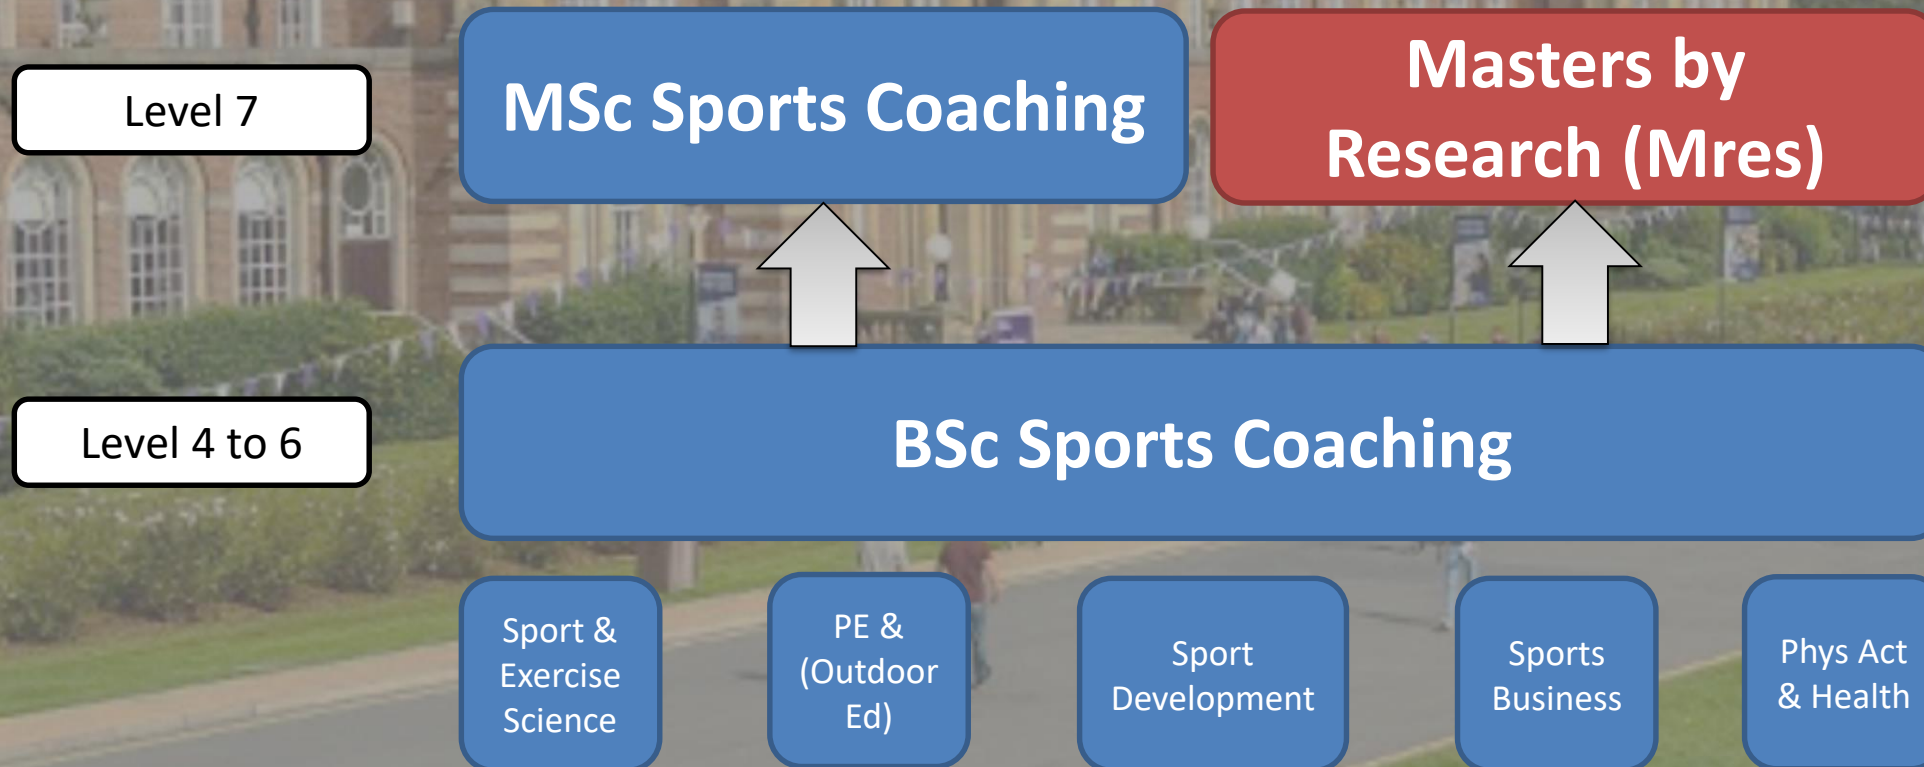 Level 7
MSc Sports Coaching
Masters by
Research (Mres)
Level 4 to 6
BSc Sports Coaching
Sport &
Exercise
Science
PE &
(Outdoor
Ed)
Sport
Development
Sports
Business
Phys Act
& Health